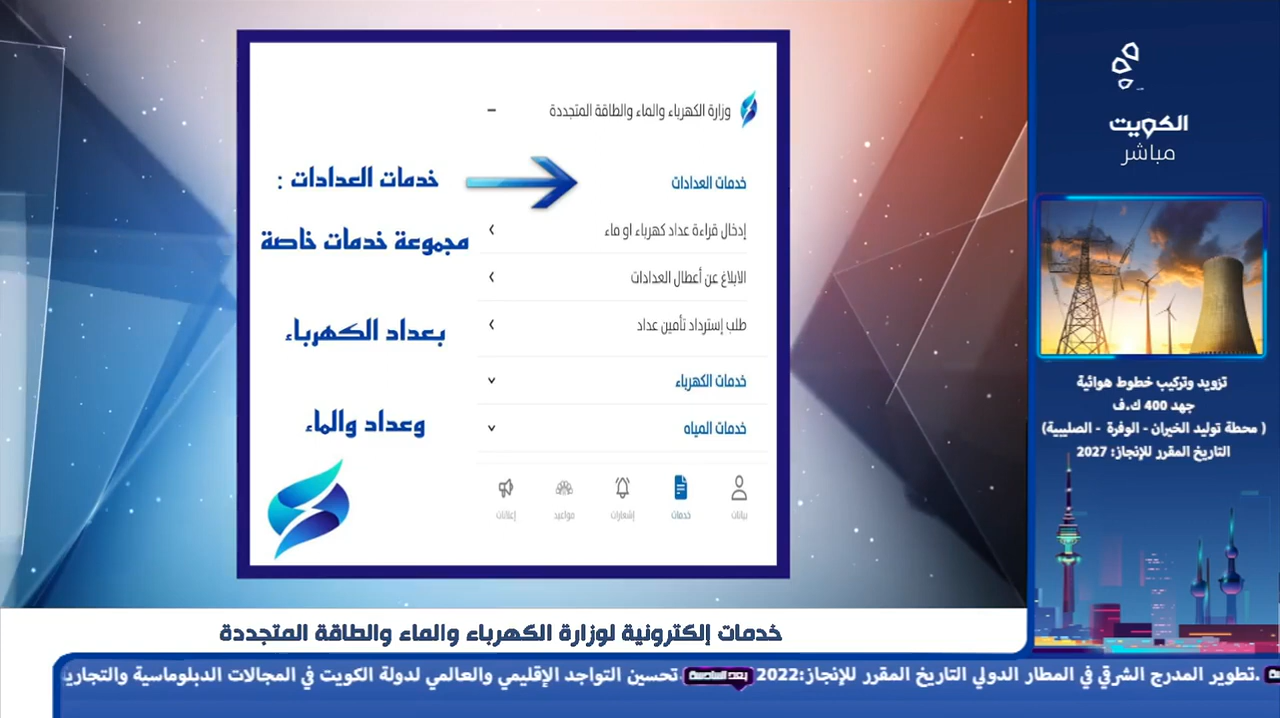 وزارة الكهرباء والماء والطاقة المتجددة
خدمات العدادات
إدخال قراءة عداد كهرباء او ماء
الابلاغ عن أعطال العدادات
طلب إسترداد تأمين عداد
خدمات الكهرباء
خدمات المياه
بيانات
خدمات
إشعارات
مواعيد
إعلانات
خدمات العدادات :
مجموعة خدمات خاصة
بعداد الكهرباء
وعداد والماء
الكويت
مباشر
تزويد وتركيب خطوط هوائية
جهد 400 ك.ف
( محطة توليد الخيران - الوفرة - الصليبية)
التاريخ المقرر للإنجاز: 2027
خدمات إلكترونية لوزارة الكهرباء والماء والطاقة المتجددة
.تطوير المدرج الشرقي في المطار الدولي التاريخ المقرر للإنجاز:2022 بعد السادسة تحسين التواجد الإقليمي والعالمي لدولة الكويت في المجالات الدبلوماسية والتجارية